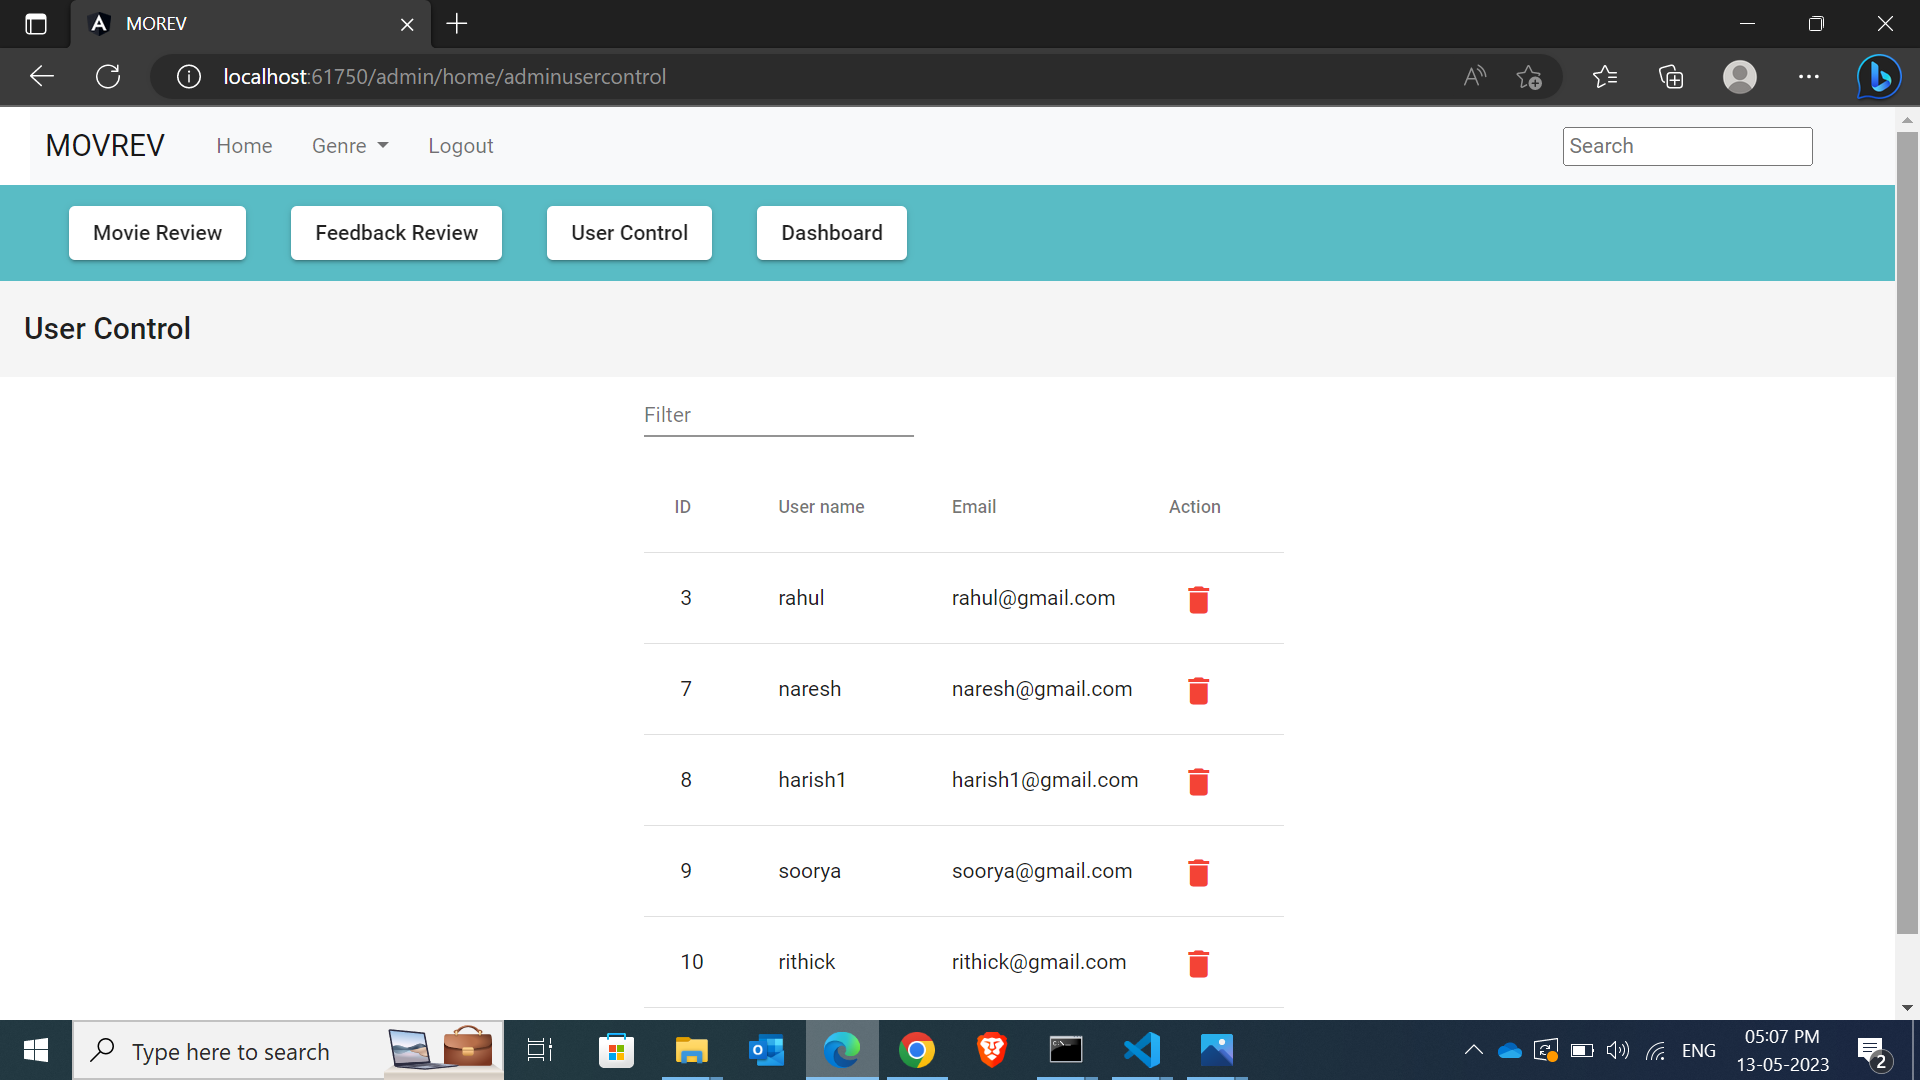 MOREV
localhost:61750/admin/home/adminusercontrol
MOVREV Home Genre Logout Search
Movie Review Feedback Review User Control Dashboard
User Control
Filter
ID User name Email Action
3 rahul rahul@gmail.com
7 naresh naresh@gmail.com
8 harish1 harish1@gmail.com
9 soorya soorya@gmail.com
10 rithick rithick@gmail.com
Type here to search
ENG
05:07 PM
13-05-2023
2